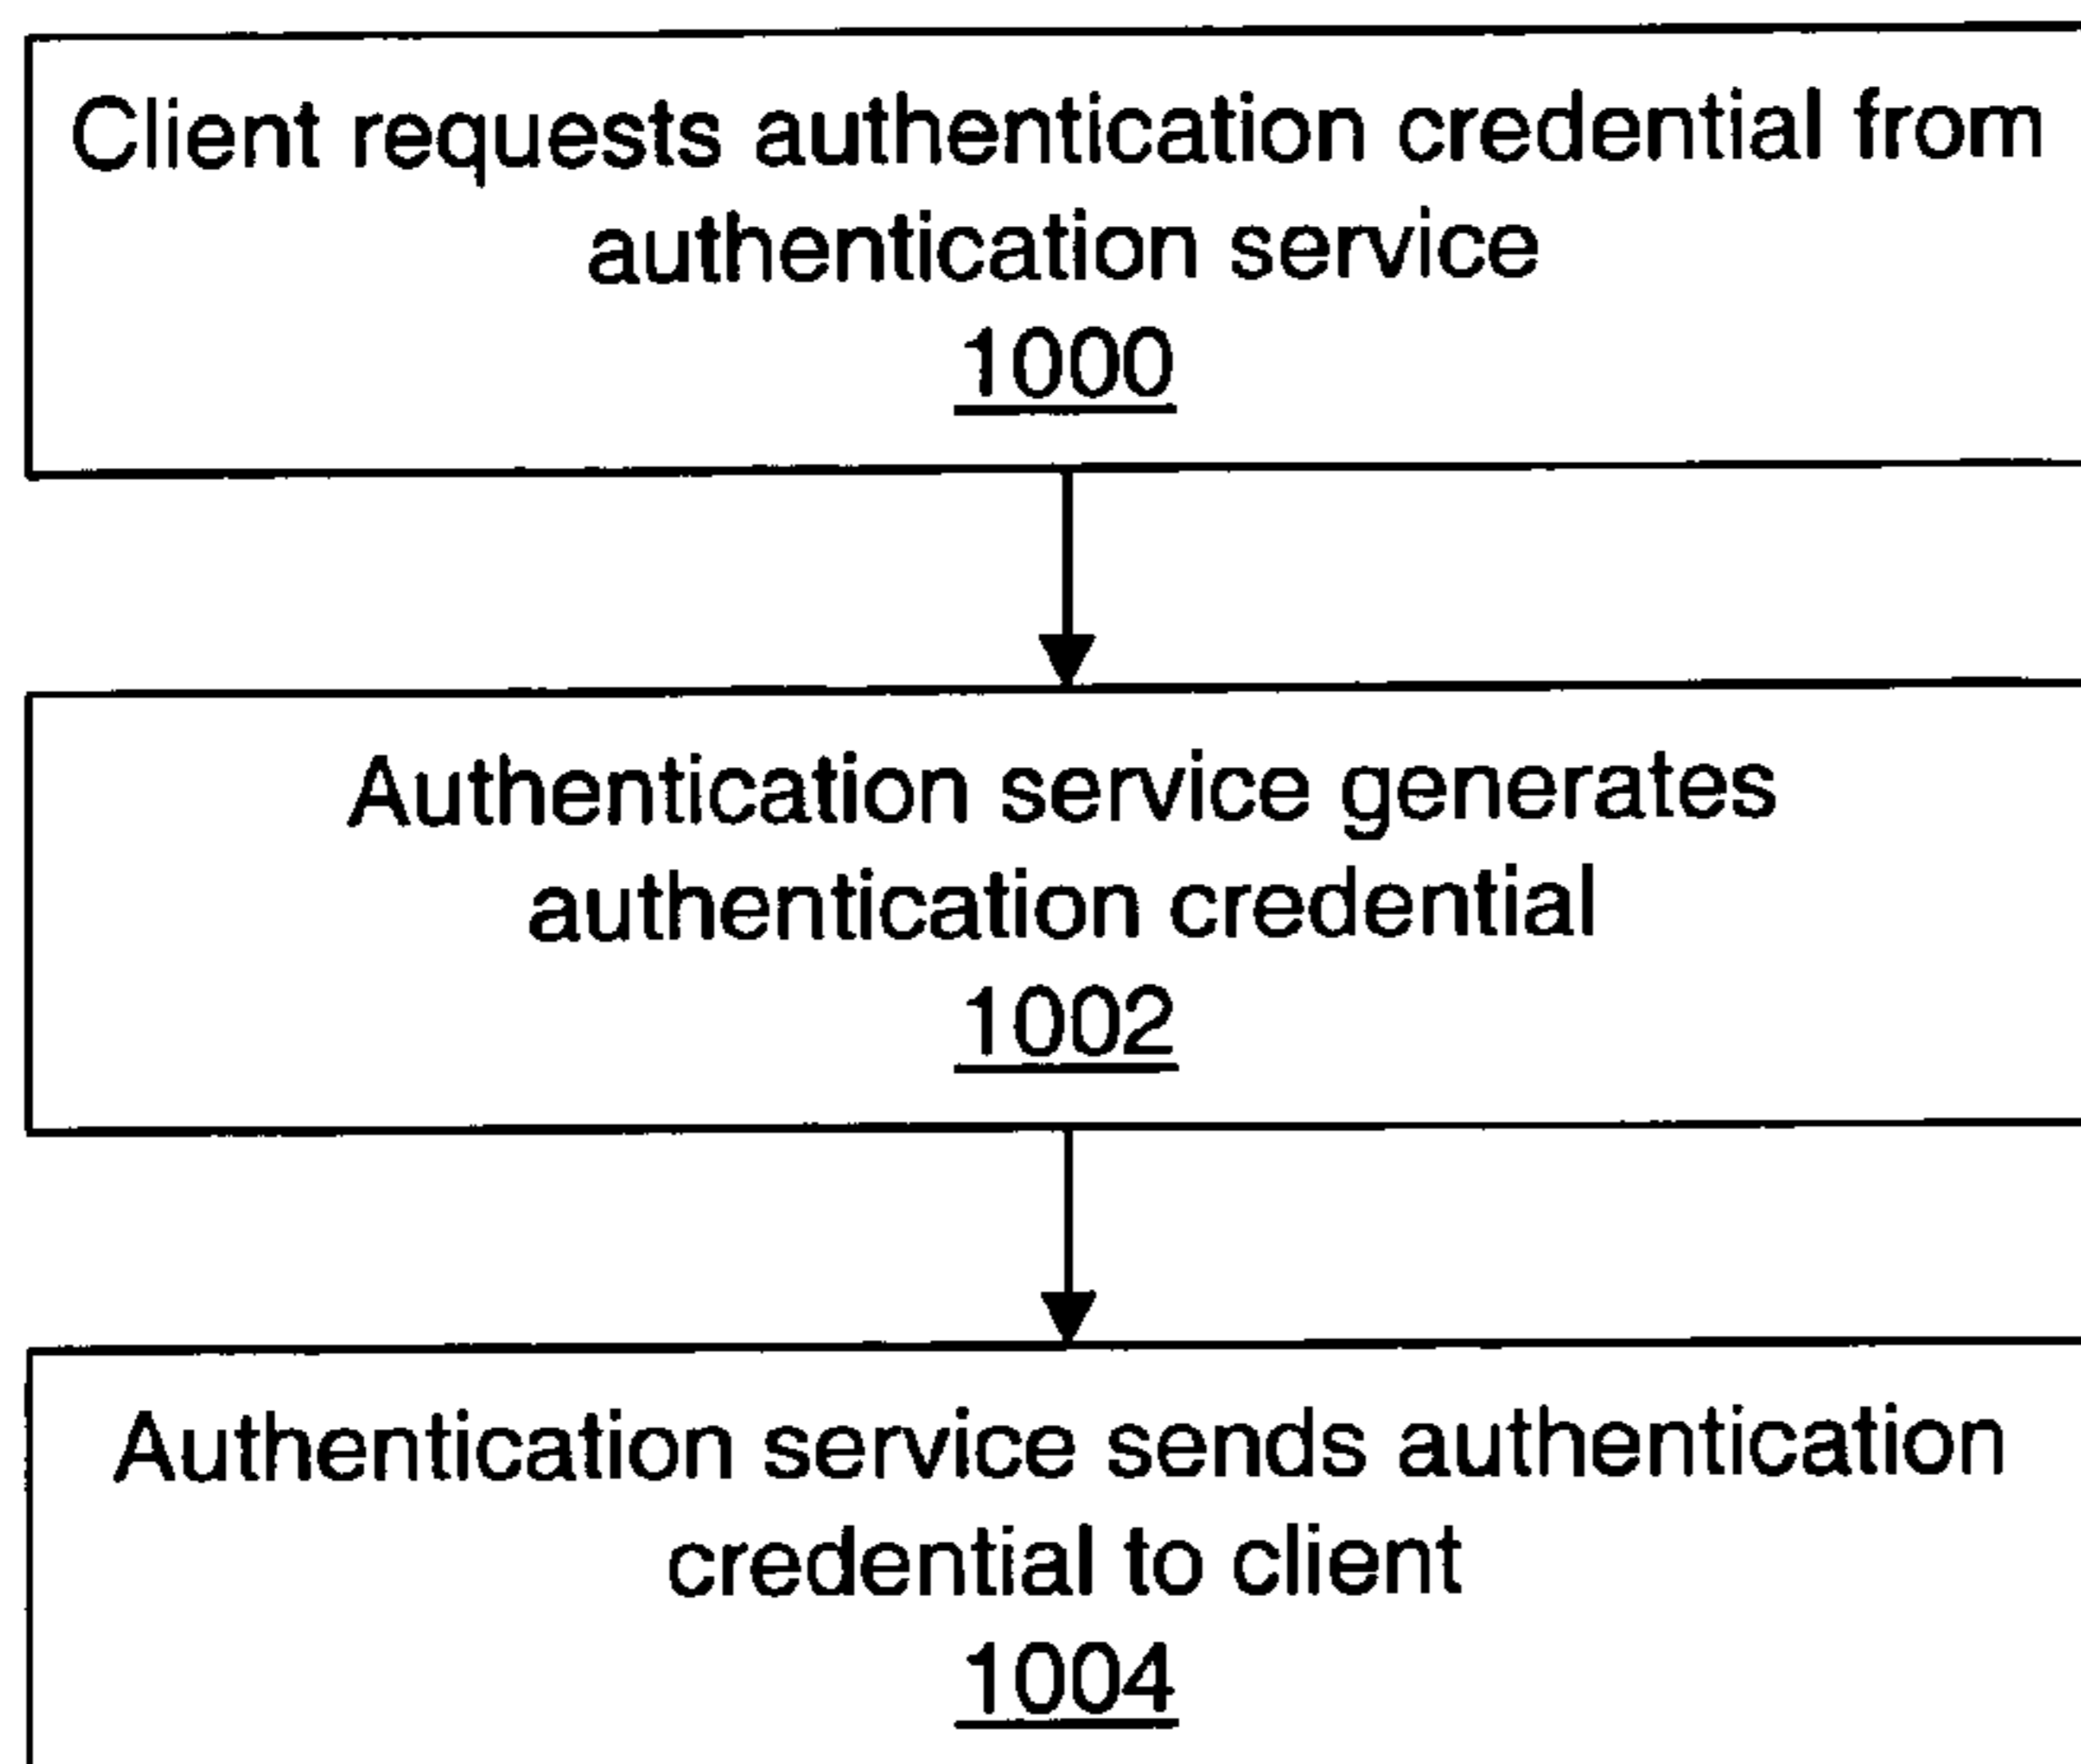 Client requests authentication credential from
authentication service
1000
Authentication service generates
authentication credential
1002
Authentication service sends authentication
credential to client
1004